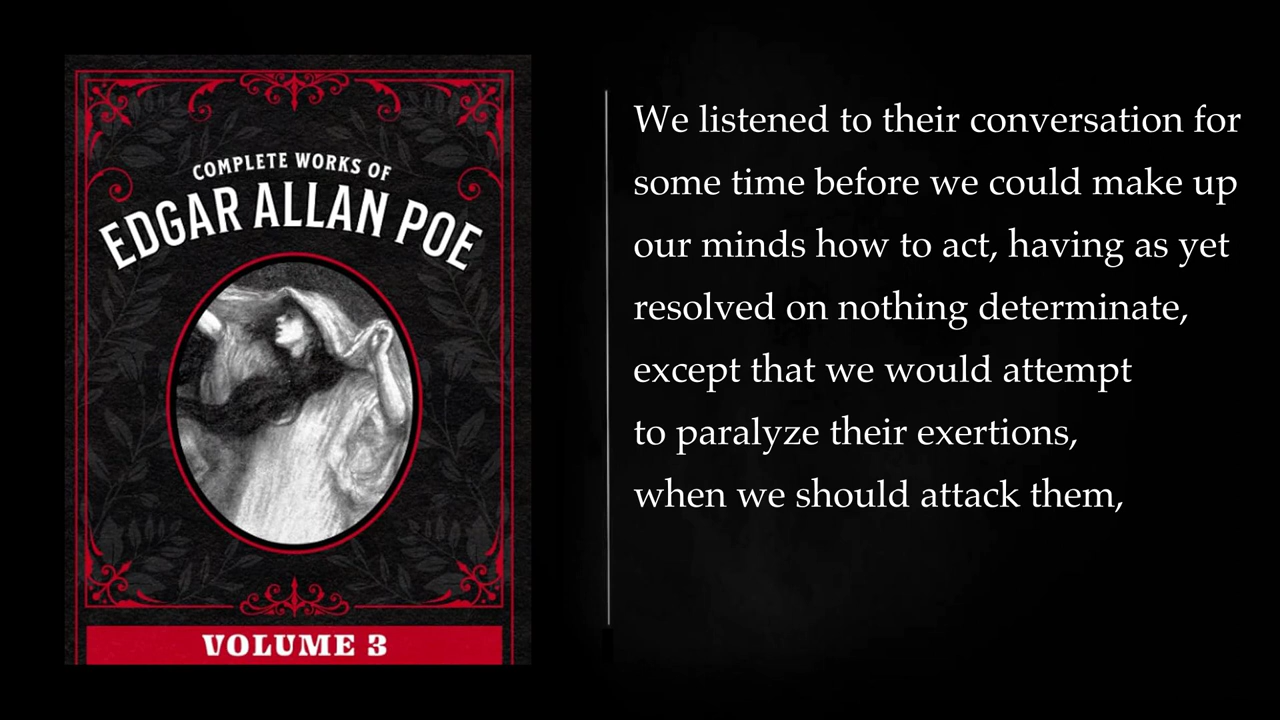 COMPLETE WORKS OF
EDGAR ALLAN POE
VOLUME 3
We listened to their conversation for
some time before we could make up
our minds how to act, having as yet
resolved on nothing determinate,
except that we would attempt
to paralyze their exertions,
when we should attack them,